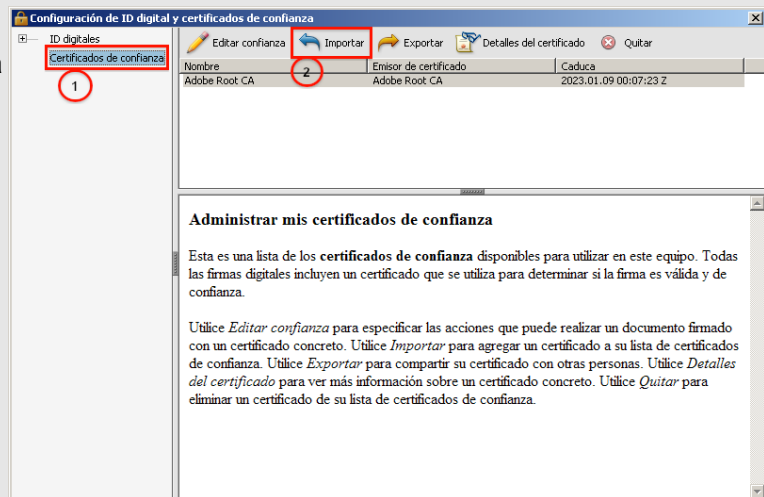 Configuración de ID digital y certificados de confianza
ID digitales
Certificados de confianza
1
Editar confianza Importar Exportar Detalles del certificado Quitar
2
Nombre Emisor de certificado Caduca
Adobe Root CA Adobe Root CA 2023.01.09 00:07:23 Z
Administrar mis certificados de confianza
Esta es una lista de los certificados de confianza disponibles para utilizar en este equipo. Todas
las firmas digitales incluyen un certificado que se utiliza para determinar si la firma es válida y de
confianza.
Utilice Editar confianza para especificar las acciones que puede realizar un documento firmado
con un certificado concreto. Utilice Importar para agregar un certificado a su lista de certificados
de confianza. Utilice Exportar para compartir su certificado con otras personas. Utilice Detalles
del certificado para ver más información sobre un certificado concreto. Utilice Quitar para
eliminar un certificado de su lista de certificados de confianza.